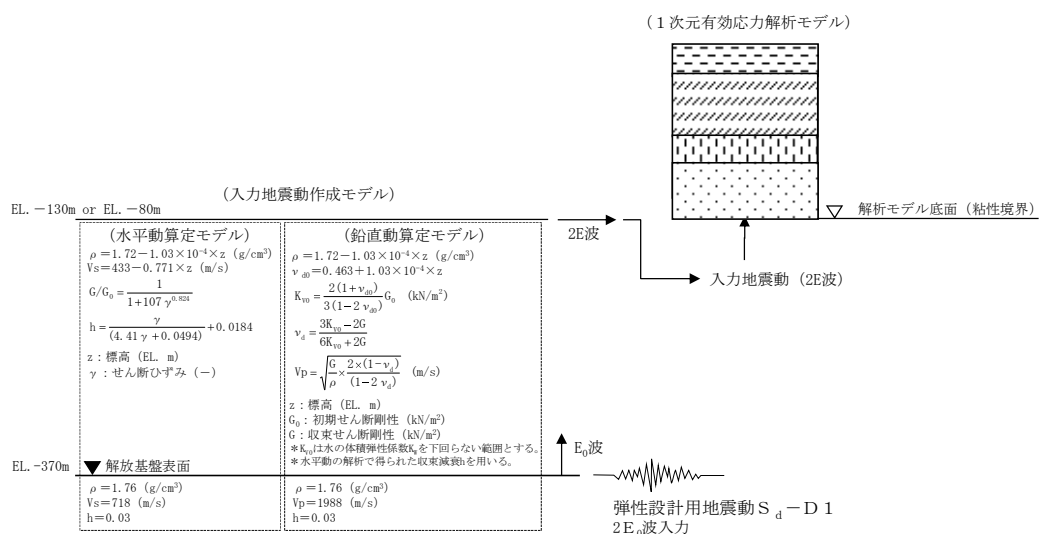 (1次元有効応力解析モデル)
(入力地震動作成モデル)
EL.-130m or EL.-80m
(水平動算定モデル)
ρ=1.72-1.03×10⁻⁴×z (g/cm³)
Vs=433-0.771×z (m/s)
G/G₀=1/(1+107 γ^0.824)
h=γ/(4.41 γ+0.0494)+0.0184
z:標高 (EL. m)
γ:せん断ひずみ (-)
(鉛直動算定モデル)
ρ=1.72-1.03×10⁻⁴×z (g/cm³)
ν_d0=0.463+1.03×10⁻⁴×z
K_V0=2(1+ν_d0)/3(1-2ν_d0) G₀ (kN/m²)
ν_d=(3K_V0-2G)/(6K_V0+2G)
Vp=√(G/ρ×2×(1-ν_d)/(1-2ν_d)) (m/s)
z:標高 (EL. m)
G₀:初期せん断剛性 (kN/m²)
G:収束せん断剛性 (kN/m²)
*K_V0は水の体積弾性係数K_Wを下回らない範囲とする。
*水平動の解析で得られた収束減衰hを用いる。
2E波
解析モデル底面(粘性境界)
入力地震動(2E波)
EL.-370m
解放基盤表面
E₀波
ρ=1.76 (g/cm³)
Vs=718 (m/s)
h=0.03
ρ=1.76 (g/cm³)
Vp=1988 (m/s)
h=0.03
弾性設計用地震動S_d-D1
2E₀波入力